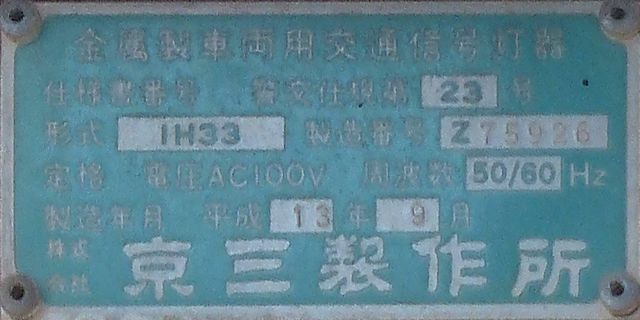 金属製車両用交通信号灯器
仕様書番号 警交仕規第 23 号
形式 1H33 製造番号 Z75926
定格 電圧AC100V 周波数 50/60 Hz
製造年月 平成 13 年 9 月
株式会社 京三製作所